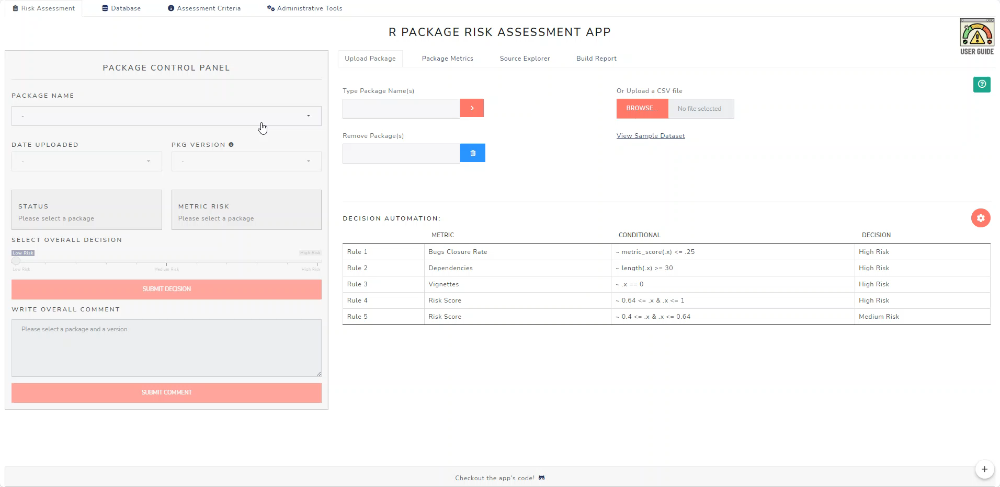 Risk Assessment
Database
Assessment Criteria
Administrative Tools
R PACKAGE RISK ASSESSMENT APP
USER GUIDE
PACKAGE CONTROL PANEL
PACKAGE NAME
-
DATE UPLOADED
PKG VERSION
-
-
STATUS
Please select a package
METRIC RISK
Please select a package
SELECT OVERALL DECISION
Low Risk
High Risk
Low Risk
Medium Risk
High Risk
SUBMIT DECISION
WRITE OVERALL COMMENT
Please select a package and a version.
SUBMIT COMMENT
Upload Package
Package Metrics
Source Explorer
Build Report
Type Package Name(s)
Or Upload a CSV file
BROWSE...
No file selected
Remove Package(s)
View Sample Dataset
DECISION AUTOMATION:
METRIC CONDITIONAL DECISION
Rule 1 Bugs Closure Rate ~ metric_score(.x) <= .25 High Risk
Rule 2 Dependencies ~ length(.x) >= 30 High Risk
Rule 3 Vignettes ~ .x == 0 High Risk
Rule 4 Risk Score ~ 0.64 <= .x & .x <= 1 High Risk
Rule 5 Risk Score ~ 0.4 <= .x & .x <= 0.64 Medium Risk
Checkout the app's code!
+